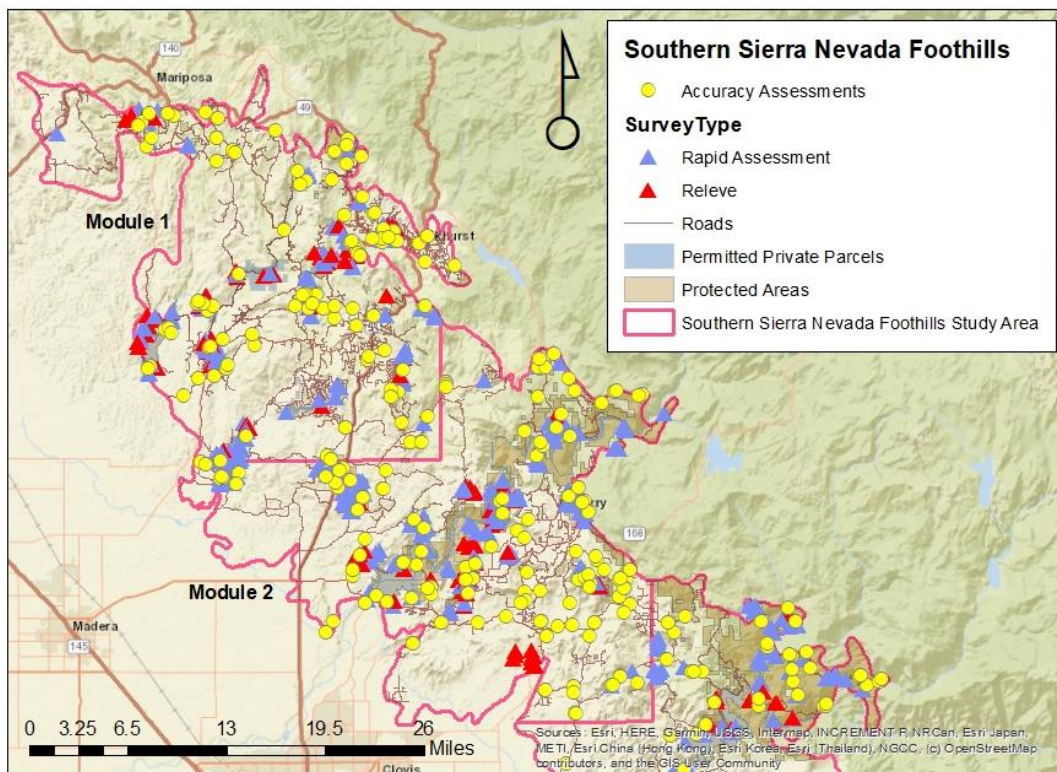 Southern Sierra Nevada Foothills
Accuracy Assessments
SurveyType
Rapid Assessment
Releve
Roads
Permitted Private Parcels
Protected Areas
Southern Sierra Nevada Foothills Study Area
140
Mariposa
49
Module 1
khurst
rry
168
Module 2
Madera
145
0 3.25 6.5 13 19.5 26
Miles
Clovis
Sources: Esri, HERE, Garmin, USGS, Intermap, INCREMENT P, NRCan, Esri Japan,
METI, Esri China (Hong Kong), Esri Korea, Esri (Thailand), NGCC, (c) OpenStreetMap
contributors, and the GIS User Community